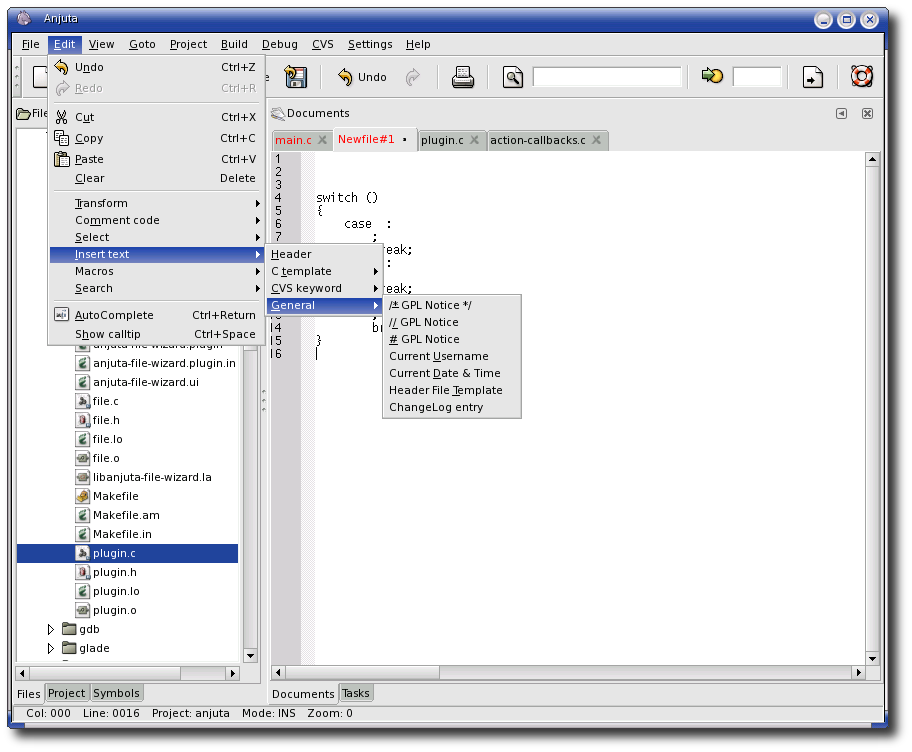 Anjuta
File Edit View Goto Project Build Debug CVS Settings Help
Undo Ctrl+Z
Redo Ctrl+R
Cut Ctrl+X
Copy Ctrl+C
Paste Ctrl+V
Clear Delete
Transform
Comment code
Select
Insert text
Macros
Search
AutoComplete Ctrl+Return
Show calltip Ctrl+Space
Header
C template
CVS keyword
General
/* GPL Notice */
// GPL Notice
# GPL Notice
Current Username
Current Date & Time
Header File Template
ChangeLog entry
Undo
File
Documents
main.c Newfile#1 plugin.c action-callbacks.c
1
2
3
4 switch ()
5 {
6 case :
7 ;
reak;
:
reak;
;
14 b
15 }
16
anjuta-file-wizard.plugin
anjuta-file-wizard.plugin.in
anjuta-file-wizard.ui
file.c
file.h
file.lo
file.o
libanjuta-file-wizard.la
Makefile
Makefile.am
Makefile.in
plugin.c
plugin.h
plugin.lo
plugin.o
gdb
glade
Files Project Symbols
Documents Tasks
Col: 000 Line: 0016 Project: anjuta Mode: INS Zoom: 0